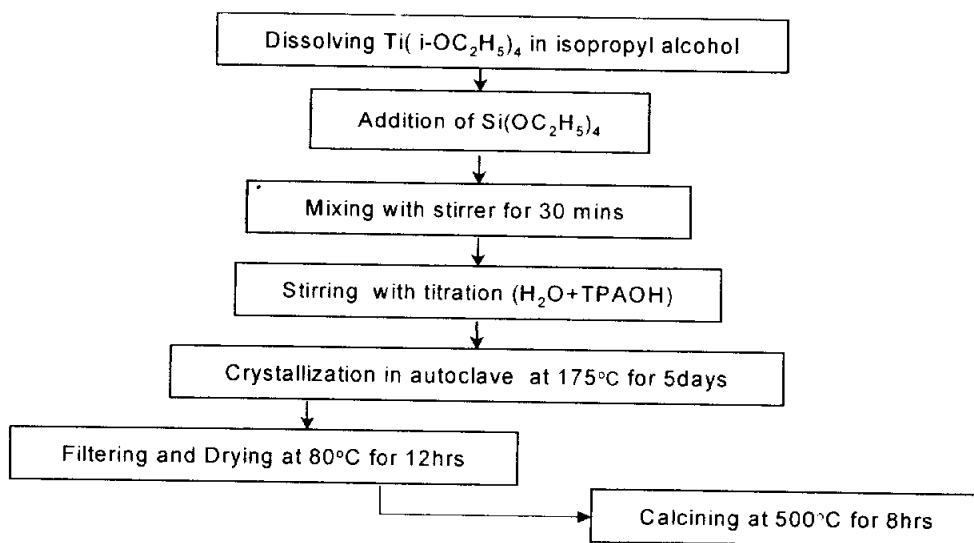 Dissolving Ti( i-OC₂H₅)₄ in isopropyl alcohol
Addition of Si(OC₂H₅)₄
Mixing with stirrer for 30 mins
Stirring with titration (H₂O+TPAOH)
Crystallization in autoclave at 175°C for 5days
Filtering and Drying at 80°C for 12hrs
Calcining at 500°C for 8hrs